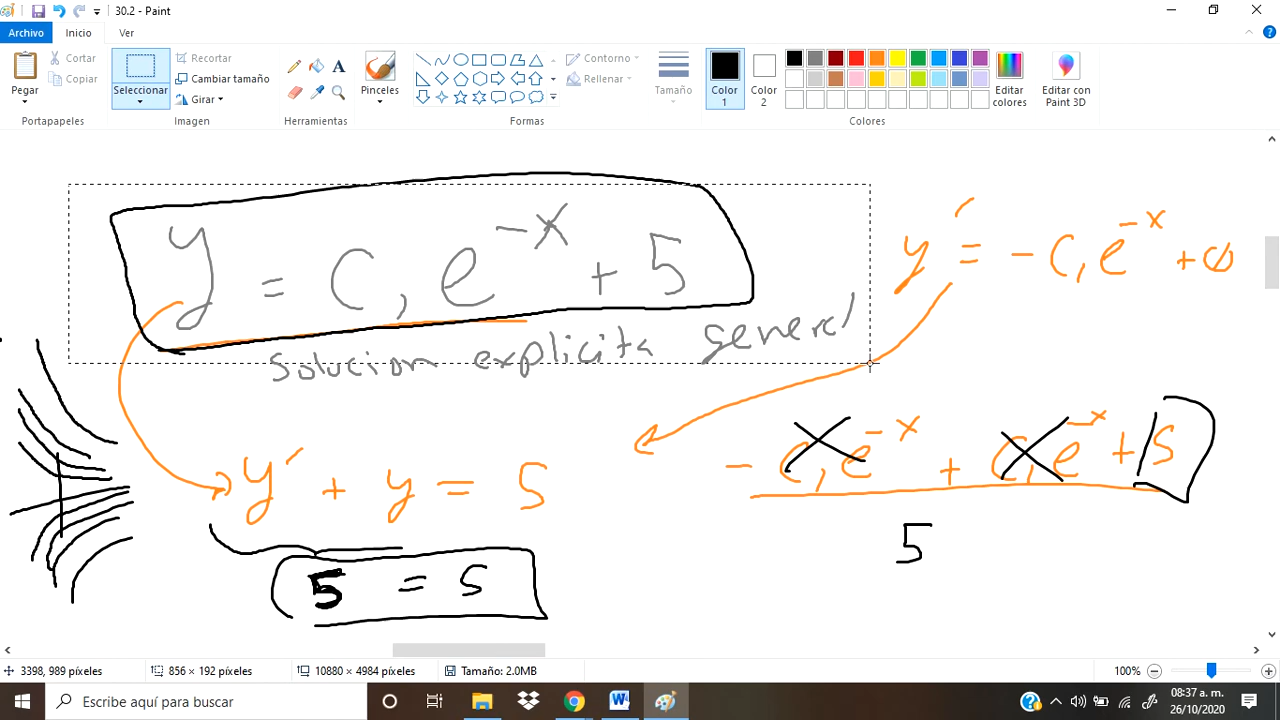 30.2 - Paint
Archivo Inicio Ver
Pegar
Cortar
Copiar
Portapapeles
Seleccionar
Recortar
Cambiar tamaño
Girar
Imagen
A
Herramientas
Pinceles
Contorno
Rellenar
Formas
Tamaño
Color 1
Color 2
Editar colores
Editar con Paint 3D
Colores
y = C, e^-x + 5
y' = - C, e^-x + 0
Solucion explicita general
- C, e^-x + C, e^-x + 5
y' + y = 5
5
5 = 5
3398, 989 píxeles 856 × 192 píxeles 10880 × 4984 píxeles Tamaño: 2.0MB 100%
Escribe aquí para buscar
08:37 a. m.
26/10/2020